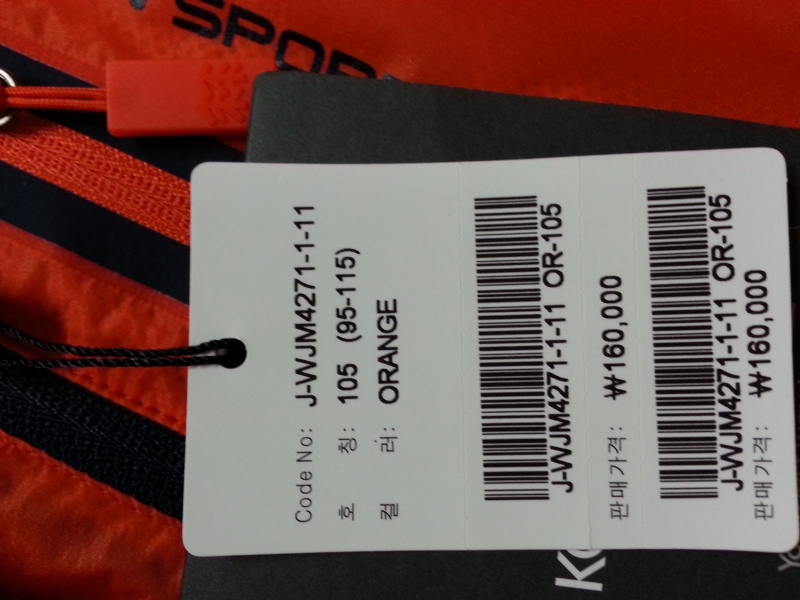 SPOR
Code No: J-WJM4271-1-11
호 칭: 105 (95-115)
컬 러: ORANGE
J-WJM4271-1-11 OR-105
판매가격: ₩160,000
J-WJM4271-1-11 OR-105
판매가격: ₩160,000